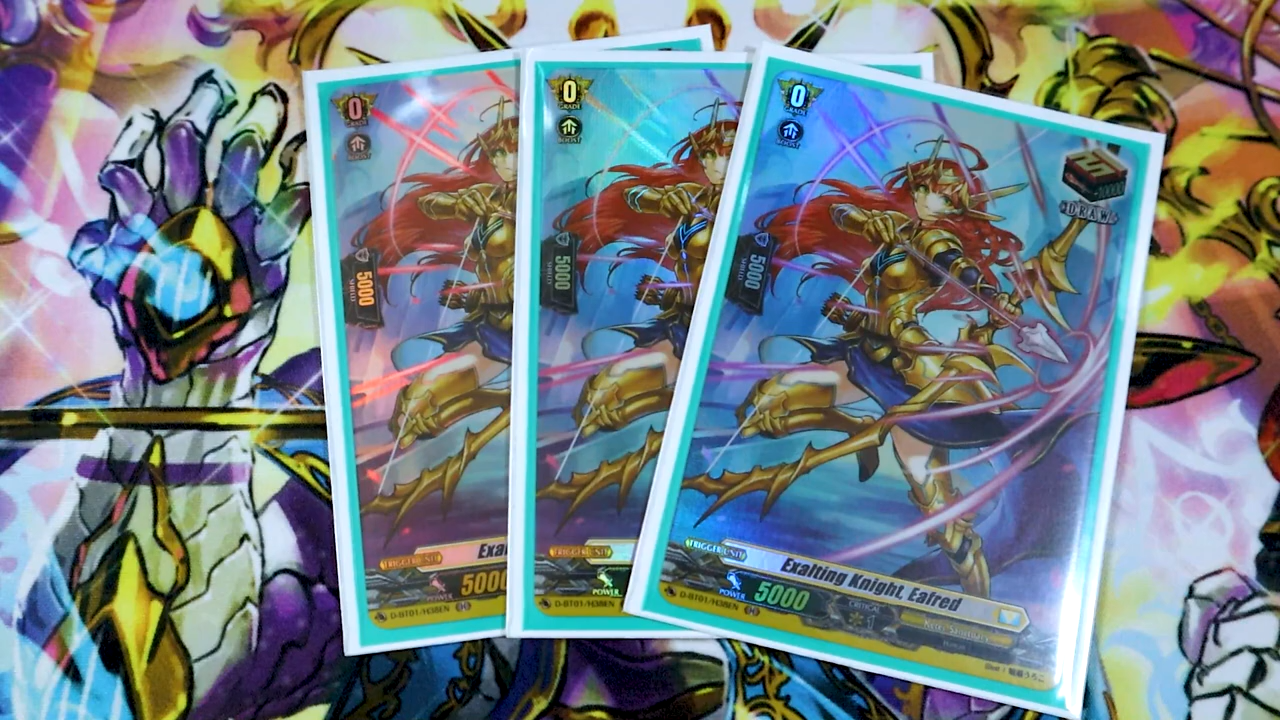 0
GRADE
BOOST
5000
SHIELD
TRIGGER UNIT
Exa
POWER
5000
D-BT01/H38EN
0
GRADE
BOOST
5000
SHIELD
TRIGGER UNIT
POWER
D-BT01/H38EN
0
GRADE
BOOST
+10000
DRAW
5000
SHIELD
TRIGGER UNIT
Exalting Knight, Eafred
POWER
5000
CRITICAL
1
D-BT01/H38EN